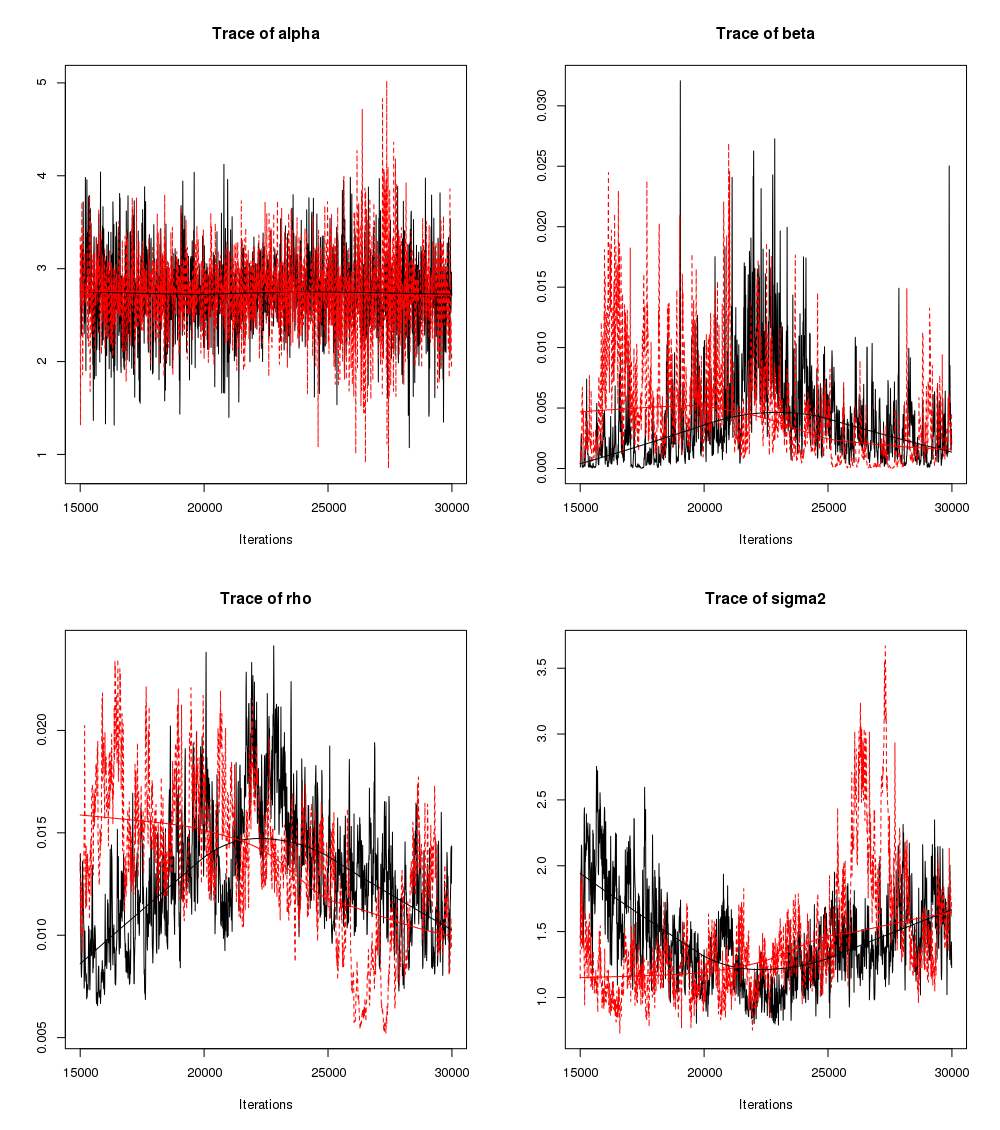 Trace of alpha
5
4
3
2
1
15000 20000 25000 30000
Iterations
Trace of beta
0.030
0.025
0.020
0.015
0.010
0.005
0.000
15000 20000 25000 30000
Iterations
Trace of rho
0.020
0.015
0.010
0.005
15000 20000 25000 30000
Iterations
Trace of sigma2
3.5
3.0
2.5
2.0
1.5
1.0
15000 20000 25000 30000
Iterations